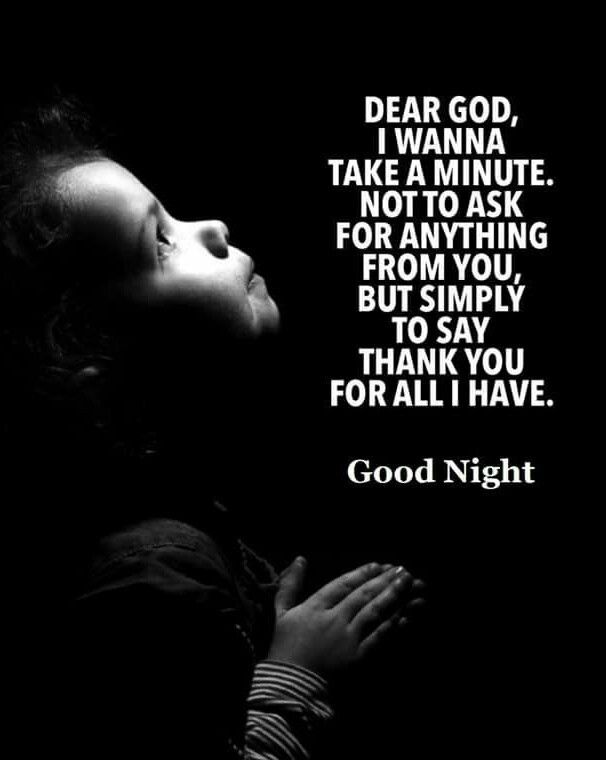 DEAR GOD,
I WANNA
TAKE A MINUTE.
NOT TO ASK
FOR ANYTHING
FROM YOU,
BUT SIMPLY
TO SAY
THANK YOU
FOR ALL I HAVE.
Good Night